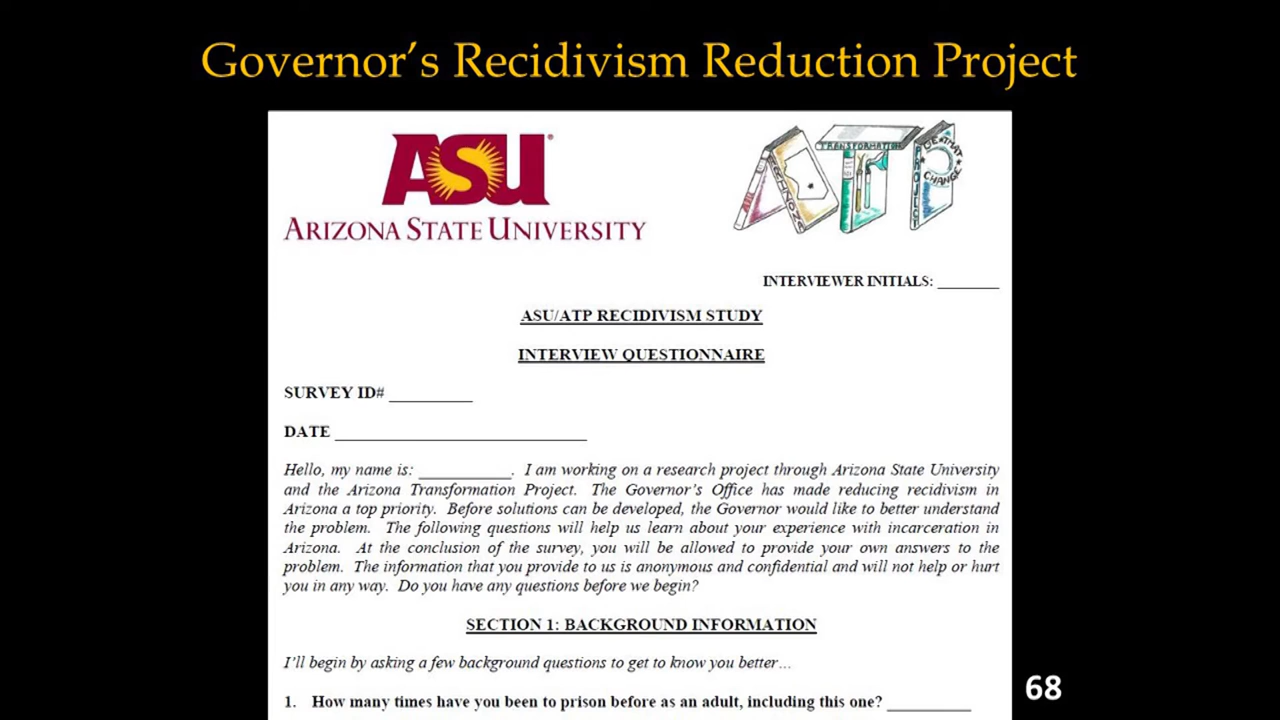 Governor's Recidivism Reduction Project
ASU®
ARIZONA STATE UNIVERSITY
ARIZONA
TRANSFORMATION
PROJECT
BE THAT
CHANGE
INTERVIEWER INITIALS: _______
ASU/ATP RECIDIVISM STUDY
INTERVIEW QUESTIONNAIRE
SURVEY ID# __________
DATE ______________________________
Hello, my name is: ___________. I am working on a research project through Arizona State University
and the Arizona Transformation Project. The Governor's Office has made reducing recidivism in
Arizona a top priority. Before solutions can be developed, the Governor would like to better understand
the problem. The following questions will help us learn about your experience with incarceration in
Arizona. At the conclusion of the survey, you will be allowed to provide your own answers to the
problem. The information that you provide to us is anonymous and confidential and will not help or hurt
you in any way. Do you have any questions before we begin?
SECTION 1: BACKGROUND INFORMATION
I'll begin by asking a few background questions to get to know you better…
1. How many times have you been to prison before as an adult, including this one? __________
68